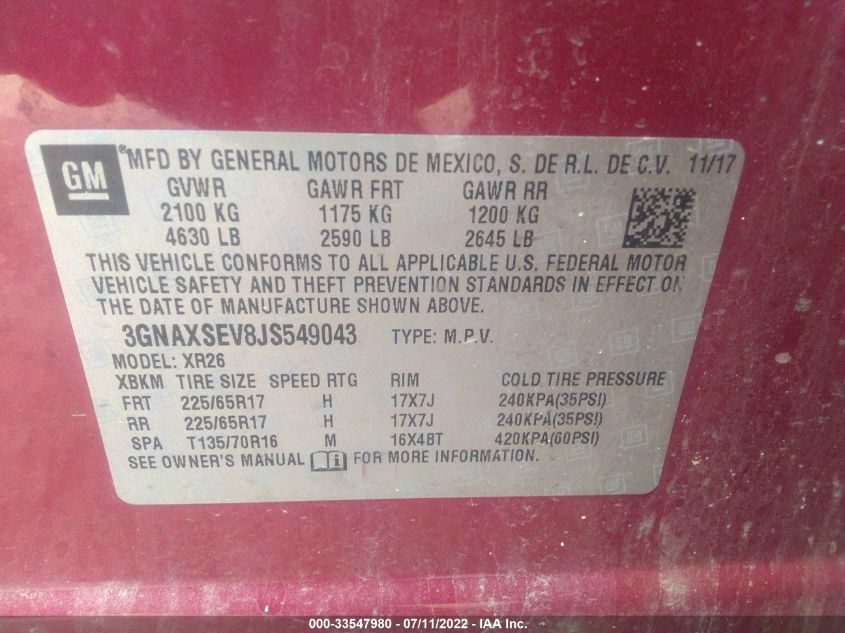 GM
*MFD BY GENERAL MOTORS DE MEXICO, S. DE R.L. DE C.V. 11/17
GVWR GAWR FRT GAWR RR
2100 KG 1175 KG 1200 KG
4630 LB 2590 LB 2645 LB
THIS VEHICLE CONFORMS TO ALL APPLICABLE U.S. FEDERAL MOTOR
VEHICLE SAFETY AND THEFT PREVENTION STANDARDS IN EFFECT ON
THE DATE OF MANUFACTURE SHOWN ABOVE.
3GNAXSEV8JS549043 TYPE: M.P.V.
MODEL: XR26
XBKM TIRE SIZE SPEED RTG RIM COLD TIRE PRESSURE
FRT 225/65R17 H 17X7J 240KPA(35PSI)
RR 225/65R17 H 17X7J 240KPA(35PSI)
SPA T135/70R16 M 16X4BT 420KPA(60PSI)
SEE OWNER'S MANUAL FOR MORE INFORMATION.
000-33547980 - 07/11/2022 - IAA Inc.